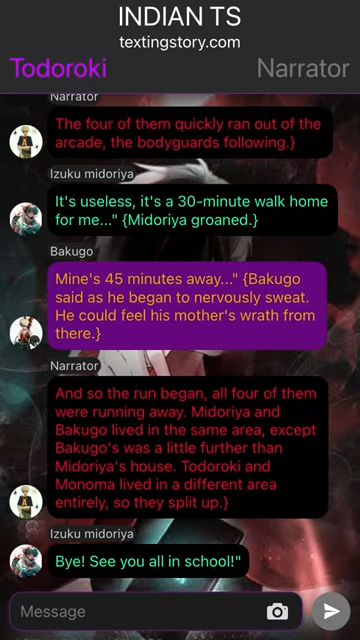 INDIAN TS
textingstory.com
Todoroki
Narrator
Narrator
The four of them quickly ran out of the
arcade, the bodyguards following.}
Izuku midoriya
It's useless, it's a 30-minute walk home
for me..." {Midoriya groaned.}
Bakugo
Mine's 45 minutes away..." {Bakugo
said as he began to nervously sweat.
He could feel his mother's wrath from
there.}
Narrator
And so the run began, all four of them
were running away. Midoriya and
Bakugo lived in the same area, except
Bakugo's was a little further than
Midoriya's house. Todoroki and
Monoma lived in a different area
entirely, so they split up.}
Izuku midoriya
Bye! See you all in school!"
Message